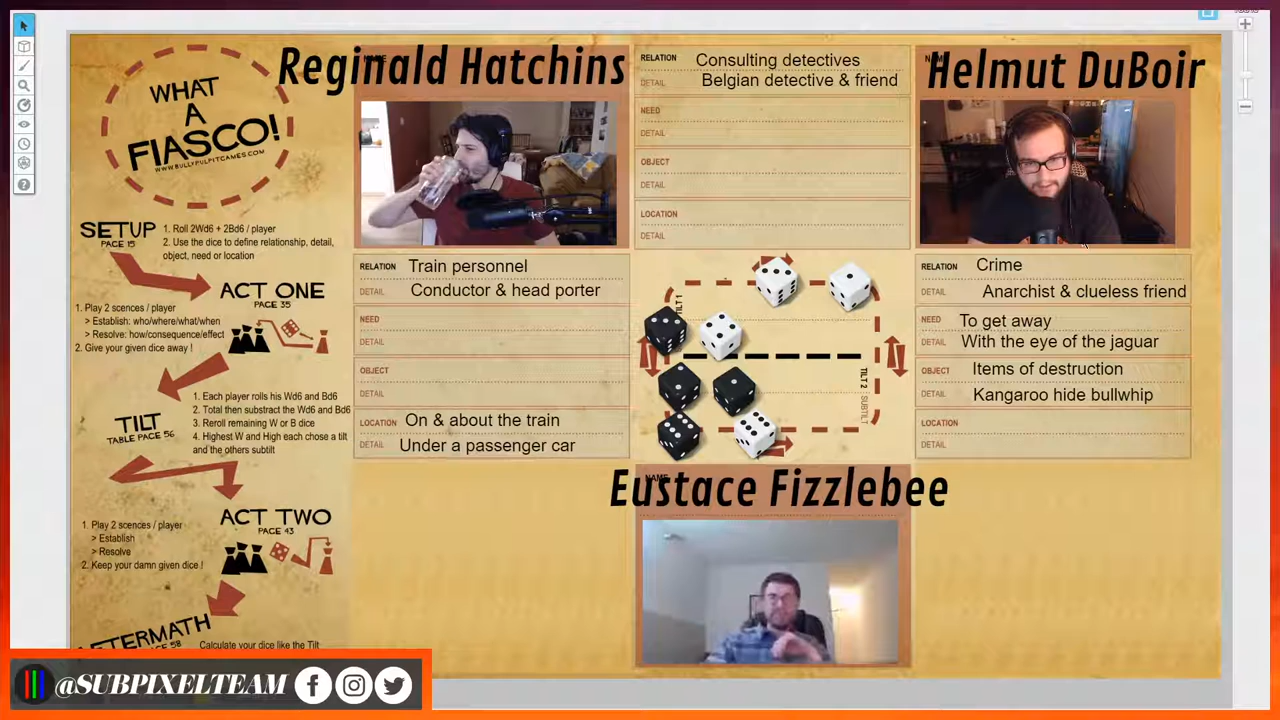 WHAT
A
FIASCO!
WWW.BULLYPULPITGAMES.COM
Reginald Hatchins
RELATION Consulting detectives
DETAIL Belgian detective & friend
NEED
DETAIL
OBJECT
DETAIL
LOCATION
DETAIL
Helmut DuBoir
SETUP
PAGE 15
1. Roll 2Wd6 + 2Bd6 / player
2. Use the dice to define relationship, detail,
object, need or location
ACT ONE
PAGE 35
1. Play 2 scences / player
> Establish: who/where/what/when
> Resolve: how/consequence/effect
2. Give your given dice away !
TILT
TABLE PAGE 56
1. Each player rolls his Wd6 and Bd6
2. Total then substract the Wd6 and Bd6
3. Reroll remaining W or B dice
4. Highest W and High each chose a tilt
and the others subtilt
ACT TWO
PAGE 43
1. Play 2 scences / player
> Establish
> Resolve
2. Keep your damn given dice !
Calculate your dice like the Tilt
RELATION Train personnel
DETAIL Conductor & head porter
NEED
DETAIL
OBJECT
DETAIL
LOCATION On & about the train
DETAIL Under a passenger car
TILT 1
TILT 2
RELATION Crime
DETAIL Anarchist & clueless friend
NEED To get away
DETAIL With the eye of the jaguar
OBJECT Items of destruction
DETAIL Kangaroo hide bullwhip
LOCATION
DETAIL
Eustace Fizzlebee
@SUBPIXELTEAM